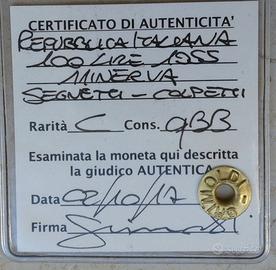 CERTIFICATO DI AUTENTICITA'
REPUBBLICA ITALIANA
100 LIRE 1955
MINERVA
SEGNETTI - COLPETTI
Rarità C Cons. qBB
Esaminata la moneta qui descritta
la giudico AUTENTICA
Data 02/10/17
Firma